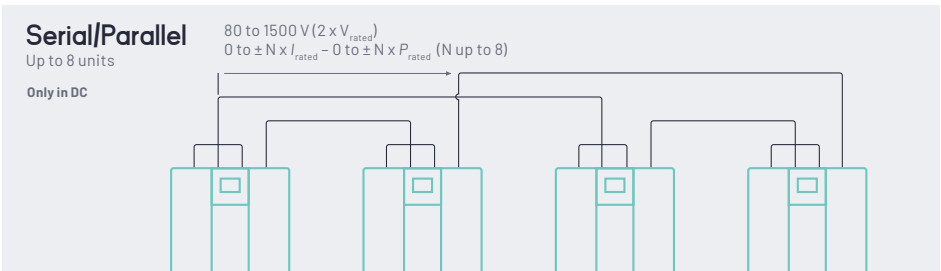 Serial/Parallel
Up to 8 units
Only in DC
80 to 1500 V (2 x Vrated)
0 to ± N x Irated – 0 to ± N x Prated (N up to 8)